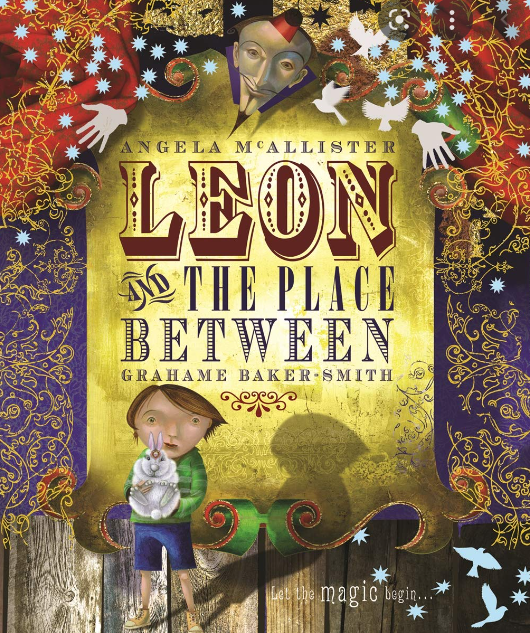 ANGELA McALLISTER
LEON
AND THE PLACE
BETWEEN
GRAHAME BAKER-SMITH
Let the magic begin...